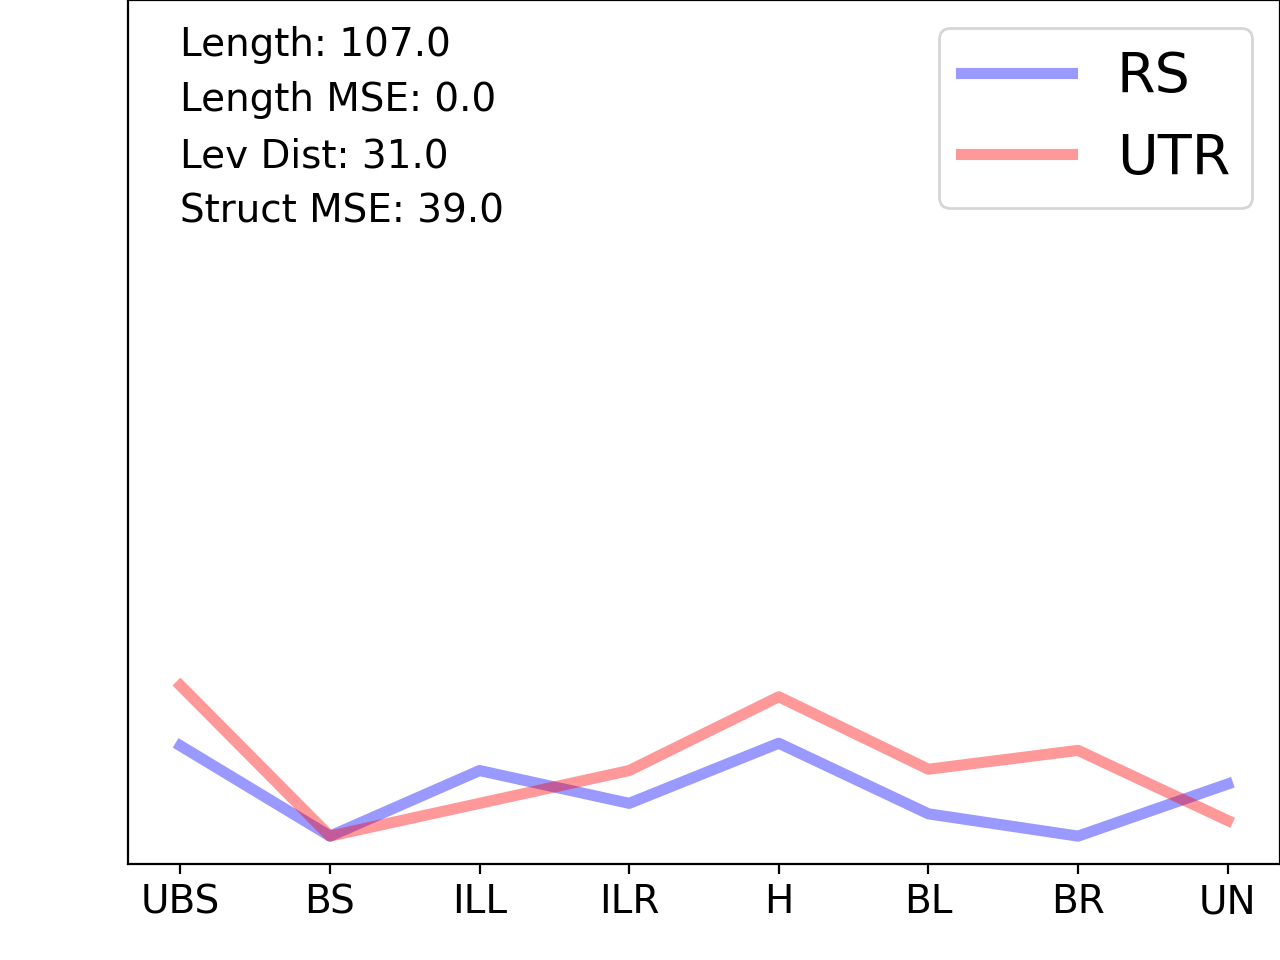 Length: 107.0
Length MSE: 0.0
Lev Dist: 31.0
Struct MSE: 39.0
RS
UTR
UBS BS ILL ILR H BL BR UN